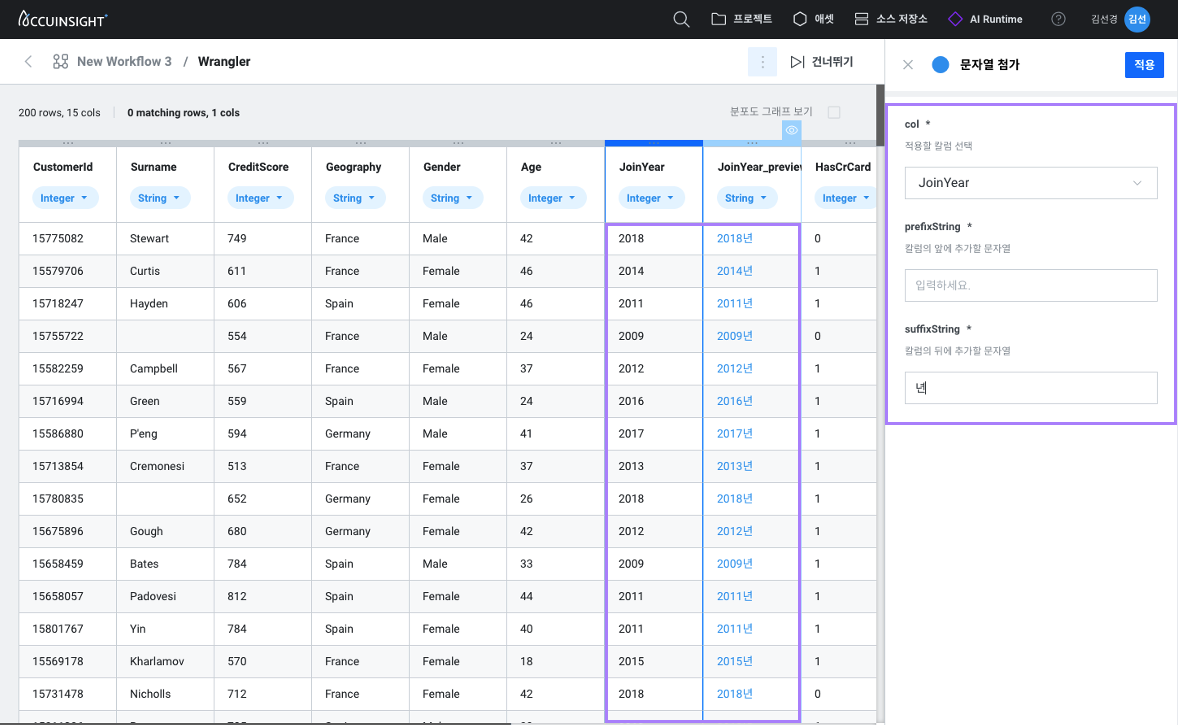 ACCUINSIGHT+
프로젝트
애셋
소스 저장소
AI Runtime
?
김선경
김선
New Workflow 3 / Wrangler
건너뛰기
200 rows, 15 cols
0 matching rows, 1 cols
분포도 그래프 보기
CustomerId Surname CreditScore Geography Gender Age JoinYear JoinYear_preview HasCrCard
Integer String Integer String String Integer Integer String Integer
15775082 Stewart 749 France Male 42 2018 2018년 0
15579706 Curtis 611 France Female 46 2014 2014년 1
15718247 Hayden 606 Spain Female 46 2011 2011년 1
15755722 554 France Male 24 2009 2009년 0
15582259 Campbell 567 France Female 37 2012 2012년 1
15716994 Green 559 Spain Male 24 2016 2016년 1
15586880 P'eng 594 Germany Male 41 2017 2017년 1
15713854 Cremonesi 513 France Female 37 2013 2013년 1
15780835 652 Germany Female 26 2018 2018년 1
15675896 Gough 680 Germany Female 42 2012 2012년 1
15658459 Bates 784 Spain Male 33 2009 2009년 1
15658057 Padovesi 812 Spain Female 44 2011 2011년 1
15801767 Yin 784 Spain Female 40 2011 2011년 1
15569178 Kharlamov 570 France Female 18 2015 2015년 1
15731478 Nicholls 712 France Female 42 2018 2018년 0
문자열 첨가
적용
col *
적용할 칼럼 선택
JoinYear
prefixString *
칼럼의 앞에 추가할 문자열
입력하세요.
suffixString *
칼럼의 뒤에 추가할 문자열
년